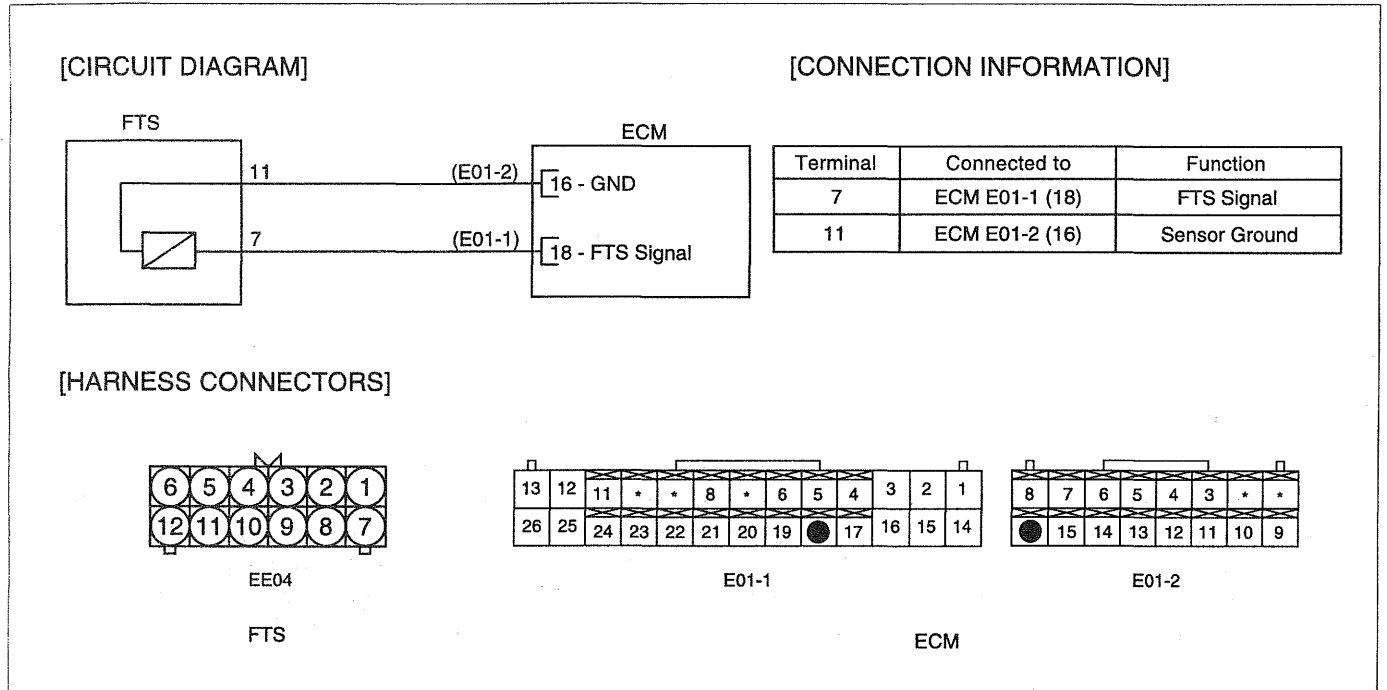 [CIRCUIT DIAGRAM]
FTS
ECM
11
(E01-2)
16 - GND
7
(E01-1)
18 - FTS Signal
[CONNECTION INFORMATION]
Terminal Connected to Function
7 ECM E01-1 (18) FTS Signal
11 ECM E01-2 (16) Sensor Ground
[HARNESS CONNECTORS]
6 5 4 3 2 1
12 11 10 9 8 7
EE04
FTS
13 12 11 * * 8 * 6 5 4 3 2 1
26 25 24 23 22 21 20 19 17 16 15 14
E01-1
8 7 6 5 4 3 * *
15 14 13 12 11 10 9
E01-2
ECM